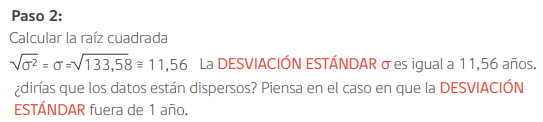 Paso 2:
Calcular la raíz cuadrada
√σ² = σ =√133,58 ≅ 11,56 La DESVIACIÓN ESTÁNDAR σ es igual a 11,56 años.
¿dirías que los datos están dispersos? Piensa en el caso en que la DESVIACIÓN
ESTÁNDAR fuera de 1 año.